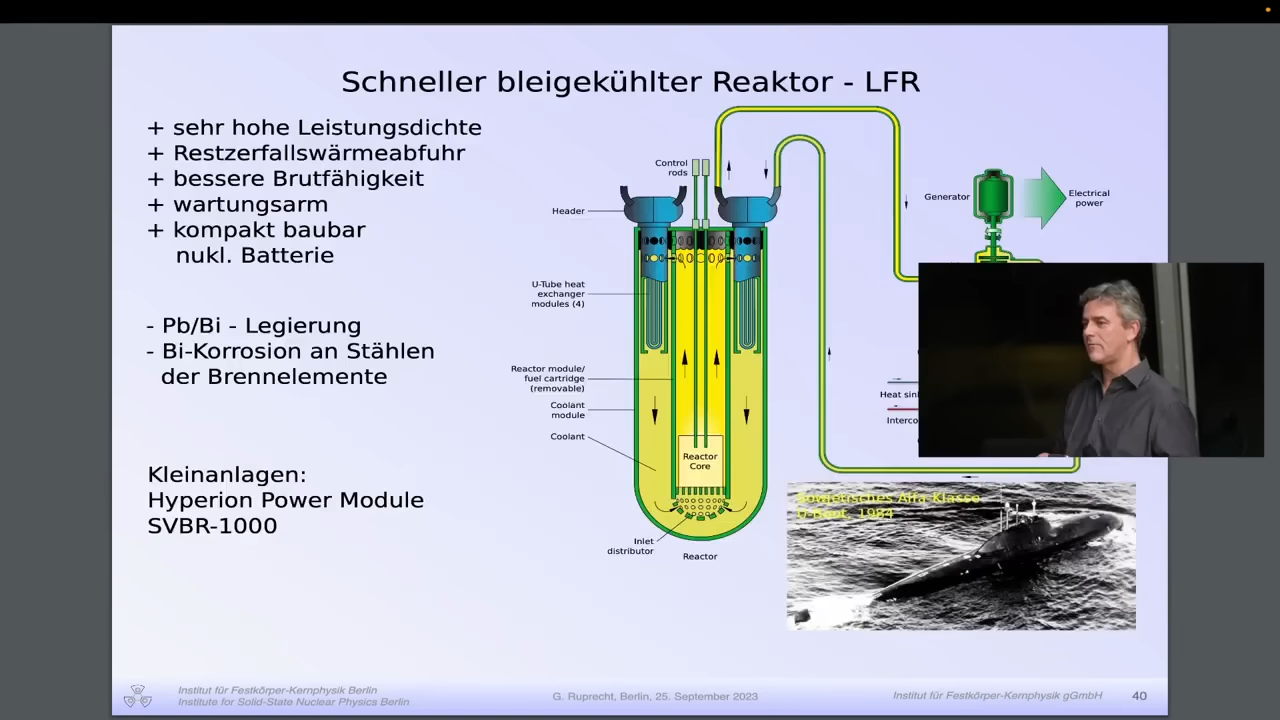 Schneller bleigekühlter Reaktor - LFR
+ sehr hohe Leistungsdichte
+ Restzerfallswärmeabfuhr
+ bessere Brutfähigkeit
+ wartungsarm
+ kompakt baubar
nukl. Batterie
- Pb/Bi - Legierung
- Bi-Korrosion an Stählen
der Brennelemente
Kleinanlagen:
Hyperion Power Module
SVBR-1000
Control
rods
Header
U-Tube heat
exchanger
modules (4)
Reactor module/
fuel cartridge
(removable)
Coolant
module
Coolant
Reactor
Core
Inlet
distributor
Reactor
Generator
Electrical
power
Heat
Sowjetisches Alfa Klasse
U-Boot, 1984
Institut für Festkörper-Kernphysik Berlin
Institute for Solid-State Nuclear Physics Berlin
G. Ruprecht, Berlin, 25. September 2023
Institut für Festkörper-Kernphysik gGmbH
40